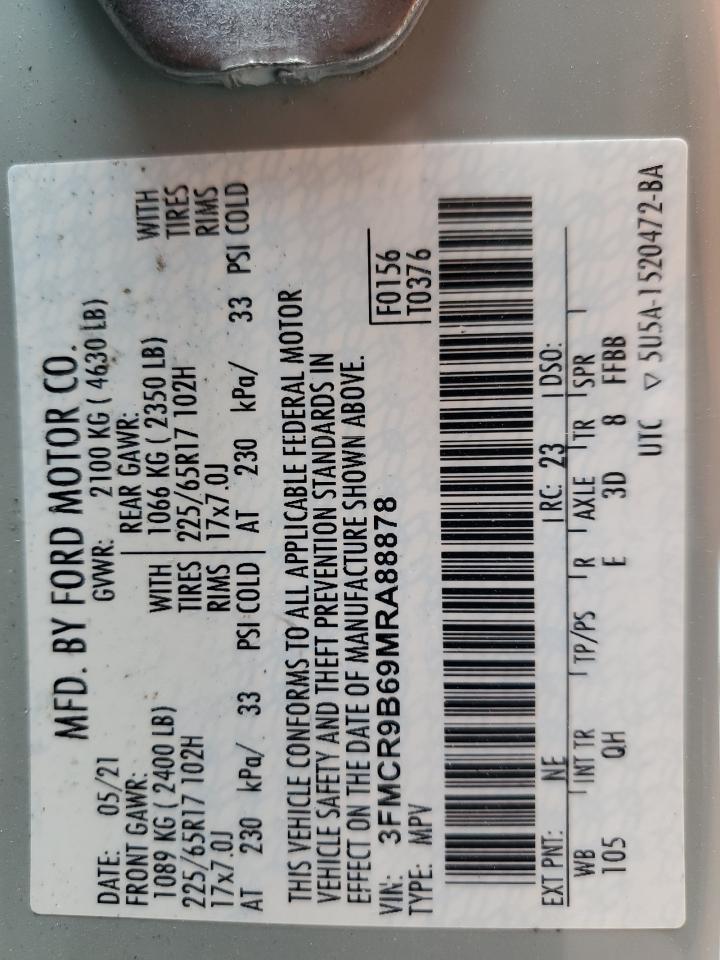 MFD. BY FORD MOTOR CO.
DATE: 05/21 GVWR: 2100 KG ( 4630 LB)
FRONT GAWR: REAR GAWR:
1089 KG ( 2400 LB) WITH 1066 KG ( 2350 LB) WITH
225/65R17 102H TIRES 225/65R17 102H TIRES
17x7.0J RIMS 17x7.0J RIMS
AT 230 kPa/ 33 PSI COLD AT 230 kPa/ 33 PSI COLD
THIS VEHICLE CONFORMS TO ALL APPLICABLE FEDERAL MOTOR
VEHICLE SAFETY AND THEFT PREVENTION STANDARDS IN
EFFECT ON THE DATE OF MANUFACTURE SHOWN ABOVE.
VIN: 3FMCR9B69MRA88878 F0156
TYPE: MPV T0376
EXT PNT: NE RC: 23 DSO:
WB INT TR TP/PS R AXLE TR SPR
105 QH E 3D 8 FFBB
UTC ▽ 5U5A-1520472-BA